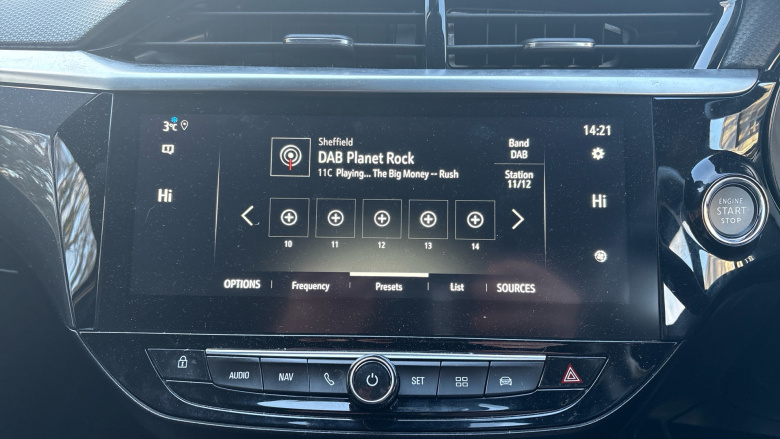 3°C
14:21
Sheffield
DAB Planet Rock
11C Playing... The Big Money -- Rush
Band
DAB
Station
11/12
Hi
Hi
10 11 12 13 14
OPTIONS Frequency Presets List SOURCES
ENGINE
START
STOP
AUDIO NAV SET